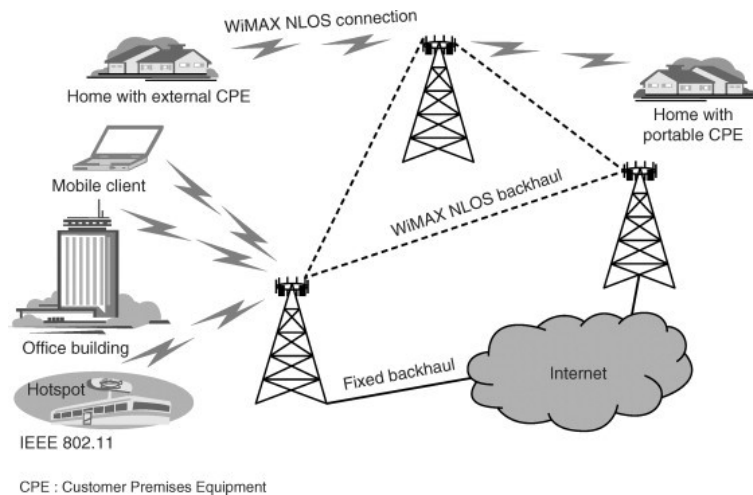 WiMAX NLOS connection
Home with external CPE
Home with
portable CPE
Mobile client
WiMAX NLOS backhaul
Office building
Fixed backhaul
Internet
Hotspot
IEEE 802.11
CPE : Customer Premises Equipment